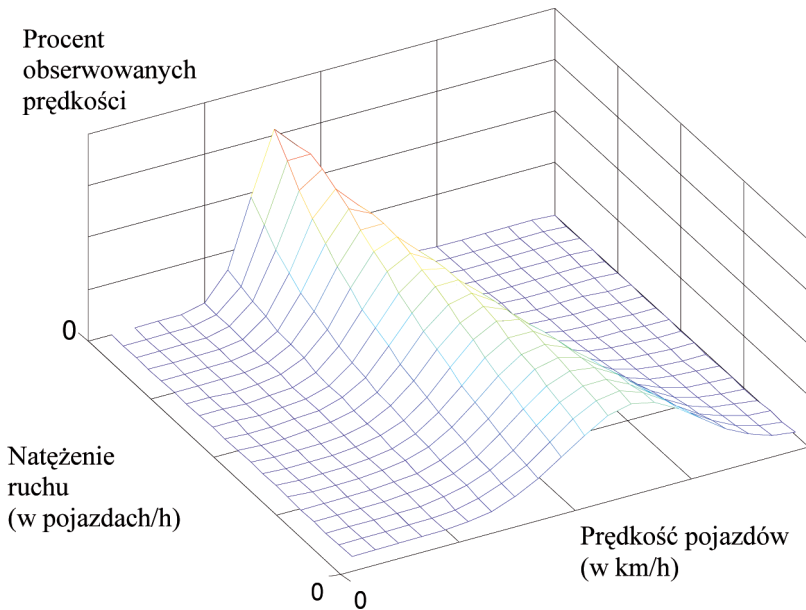 Procent
obserwowanych
prędkości
0
Natężenie
ruchu
(w pojazdach/h)
Prędkość pojazdów
(w km/h)
0
0